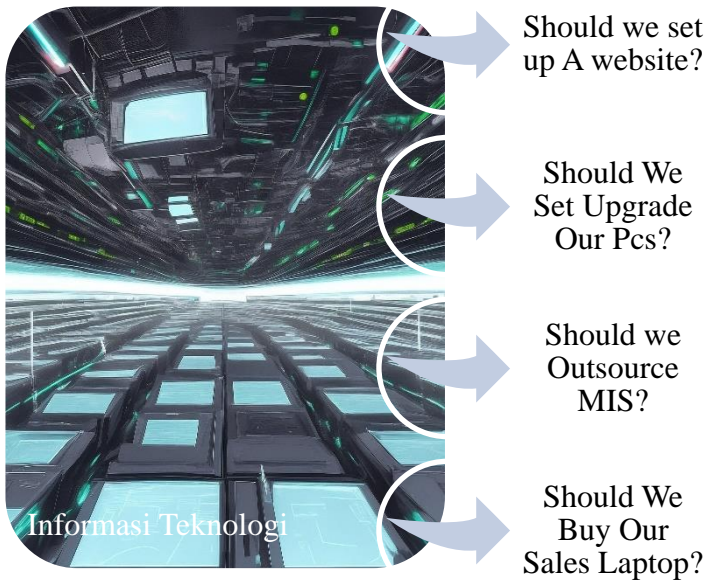 Should we set
up A website?
Should We
Set Upgrade
Our Pcs?
Should we
Outsource
MIS?
Should We
Buy Our
Sales Laptop?
Informasi Teknologi